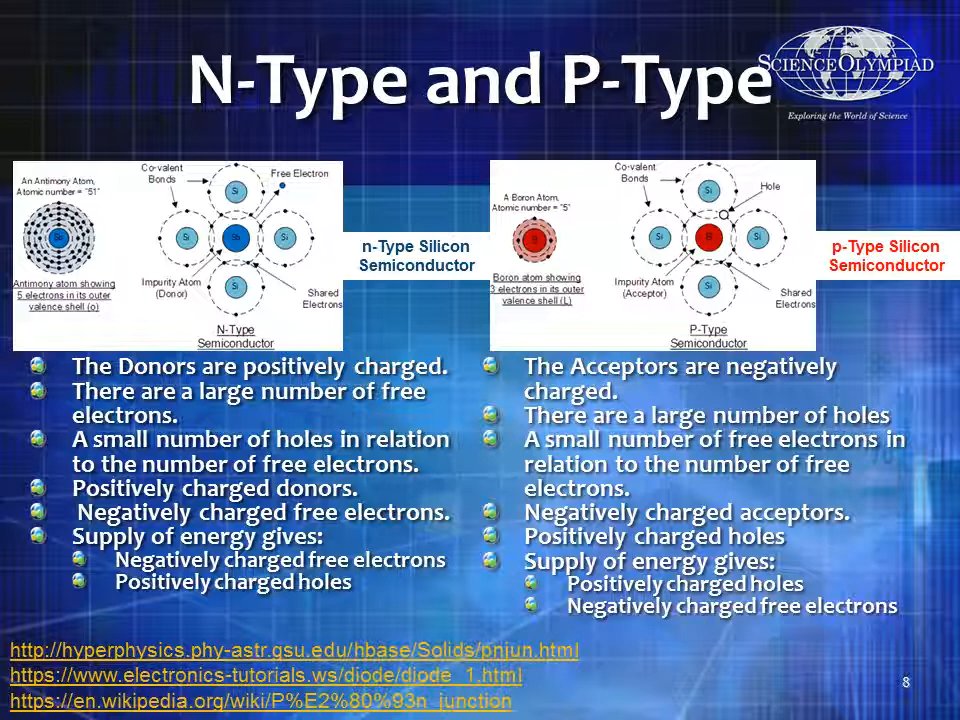 N-Type and P-Type
SCIENCE OLYMPIAD
Exploring the World of Science
An Antimony Atom,
Atomic number = "51"
Sb
Antimony atom showing
5 electrons in its outer
valence shell (o)
Co-valent
Bonds
Free Electron
Si
Si
Sb
Si
Si
Impurity Atom
(Donor)
Shared
Electrons
N-Type
Semiconductor
n-Type Silicon
Semiconductor
A Boron Atom,
Atomic number = "5"
B
Boron atom showing
3 electrons in its outer
valence shell (L)
Co-valent
Bonds
Hole
Si
Si
B
Si
Si
Impurity Atom
(Acceptor)
Shared
Electrons
P-Type
Semiconductor
p-Type Silicon
Semiconductor
The Donors are positively charged.
There are a large number of free
electrons.
A small number of holes in relation
to the number of free electrons.
Positively charged donors.
Negatively charged free electrons.
Supply of energy gives:
Negatively charged free electrons
Positively charged holes
The Acceptors are negatively
charged.
There are a large number of holes
A small number of free electrons in
relation to the number of free
electrons.
Negatively charged acceptors.
Positively charged holes
Supply of energy gives:
Positively charged holes
Negatively charged free electrons
http://hyperphysics.phy-astr.gsu.edu/hbase/Solids/pnjun.html
https://www.electronics-tutorials.ws/diode/diode_1.html
https://en.wikipedia.org/wiki/P%E2%80%93n_junction
8